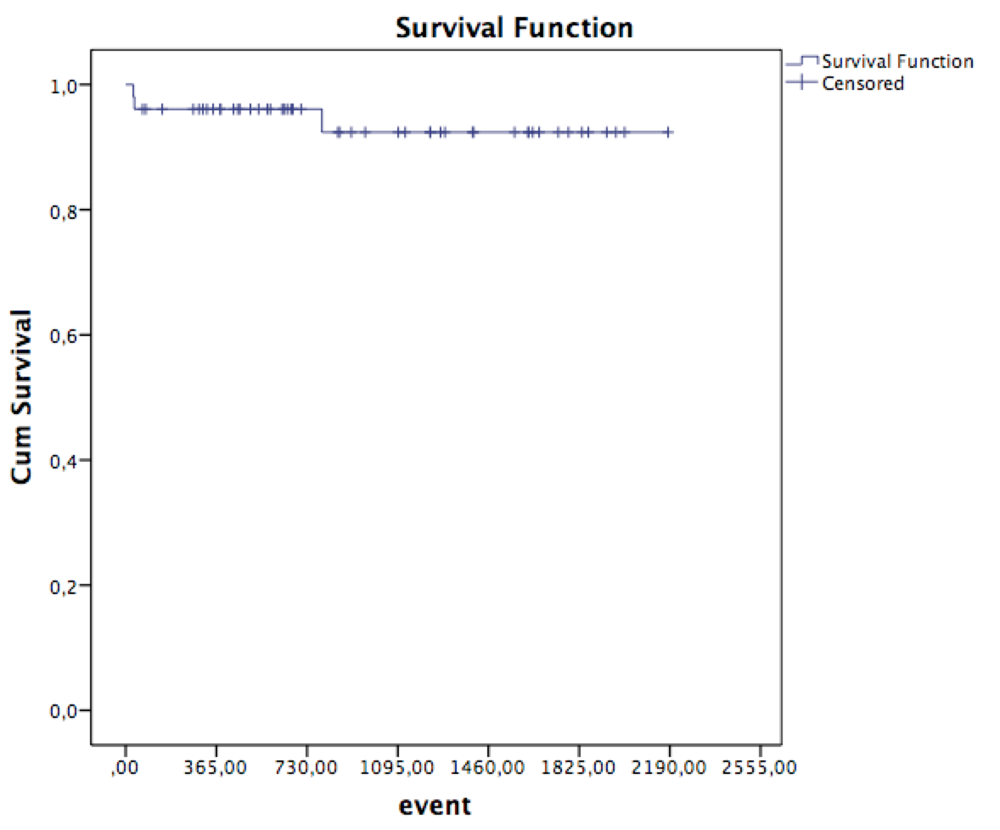 Survival Function
Survival Function
Censored
1,0
0,8
0,6
0,4
0,2
0,0
Cum Survival
,00 365,00 730,00 1095,00 1460,00 1825,00 2190,00 2555,00
event